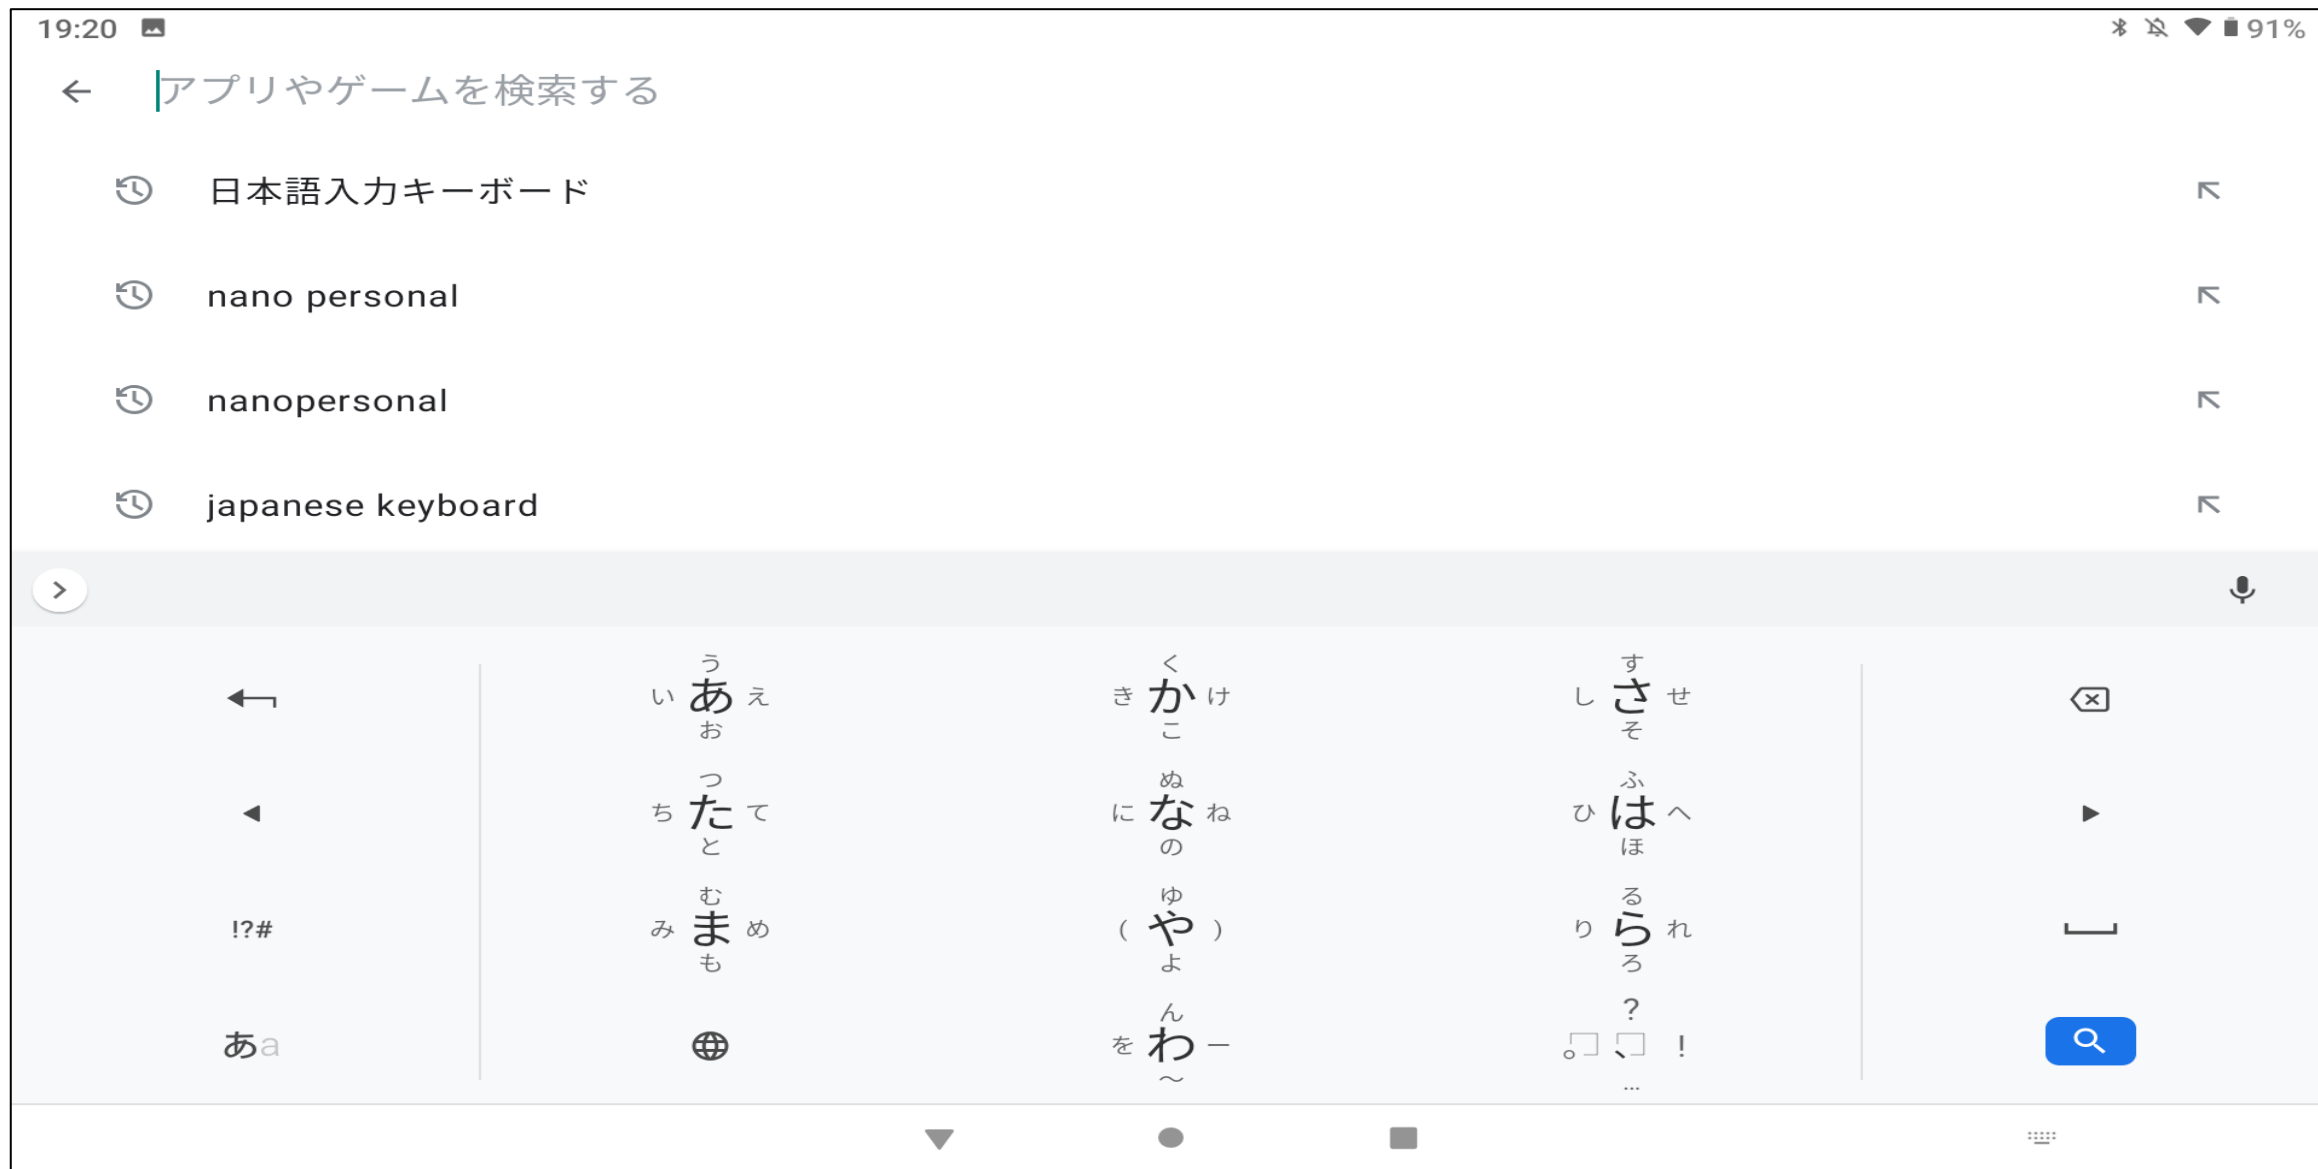 19:20 91%
アプリやゲームを検索する
日本語入力キーボード
nano personal
nanopersonal
japanese keyboard
う く す
い あ え き か け し さ せ
お こ そ
つ ぬ ふ
ち た て に な ね ひ は へ
と の ほ
む ゆ る
!?# み ま め ( や ) り ら れ
も よ ろ
ん ?
あa を わ ー 。 、 !
〜 …